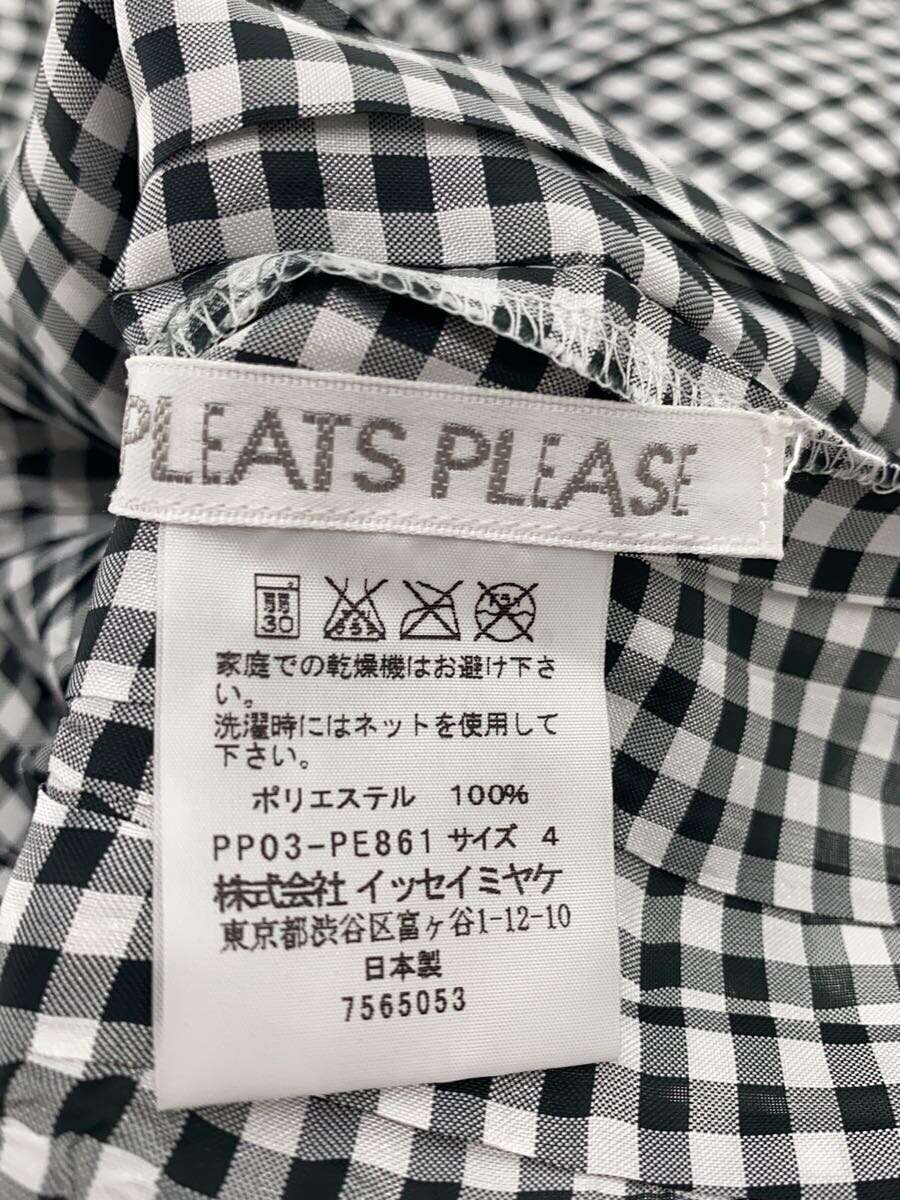 PLEATS PLEASE
弱 30
家庭での乾燥機はお避け下さ
い。
洗濯時にはネットを使用して
下さい。
ポリエステル 100%
PP03-PE861 サイズ 4
株式会社 イッセイミヤケ
東京都渋谷区富ヶ谷1-12-10
日本製
7565053